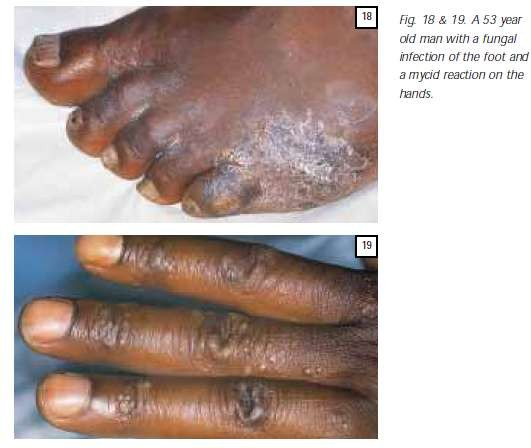 18
Fig. 18 & 19. A 53 year
old man with a fungal
infection of the foot and
a mycid reaction on the
hands.
19